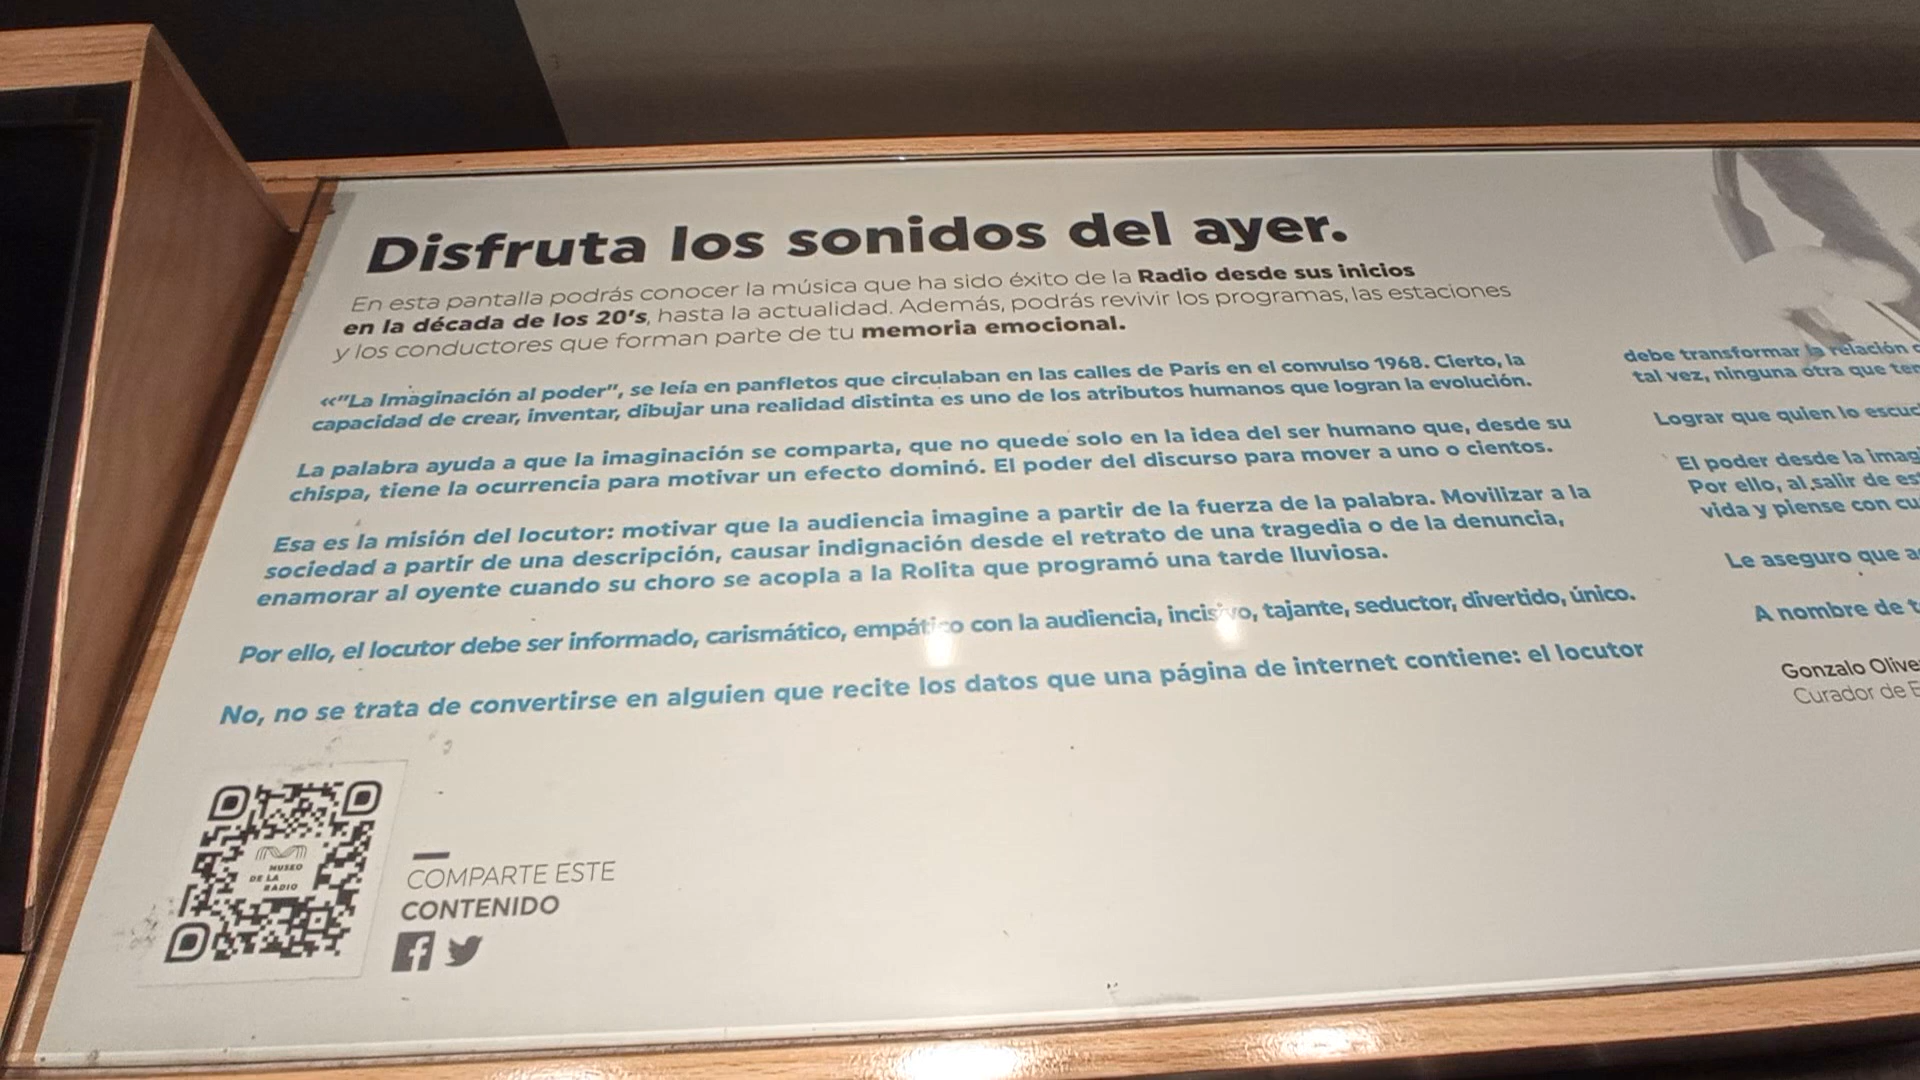 Disfruta los sonidos del ayer.
En esta pantalla podrás conocer la música que ha sido éxito de la Radio desde sus inicios
en la década de los 20's, hasta la actualidad. Además, podrás revivir los programas, las estaciones
y los conductores que forman parte de tu memoria emocional.
«"La Imaginación al poder", se leía en panfletos que circulaban en las calles de París en el convulso 1968. Cierto, la
capacidad de crear, inventar, dibujar una realidad distinta es uno de los atributos humanos que logran la evolución.
La palabra ayuda a que la imaginación se comparta, que no quede solo en la idea del ser humano que, desde su
chispa, tiene la ocurrencia para motivar un efecto dominó. El poder del discurso para mover a uno o cientos.
Esa es la misión del locutor: motivar que la audiencia imagine a partir de la fuerza de la palabra. Movilizar a la
sociedad a partir de una descripción, causar indignación desde el retrato de una tragedia o de la denuncia,
enamorar al oyente cuando su choro se acopla a la Rolita que programó una tarde lluviosa.
Por ello, el locutor debe ser informado, carismático, empático con la audiencia, incisivo, tajante, seductor, divertido, único.
No, no se trata de convertirse en alguien que recite los datos que una página de internet contiene: el locutor
debe transformar la relación
tal vez, ninguna otra que
Lograr que quien lo
El poder desde la
Por ello, al salir de
vida y piense con
Le aseguro que
A nombre de
Gonzalo
Curador de
MUSEO
DE LA
RADIO
COMPARTE ESTE
CONTENIDO